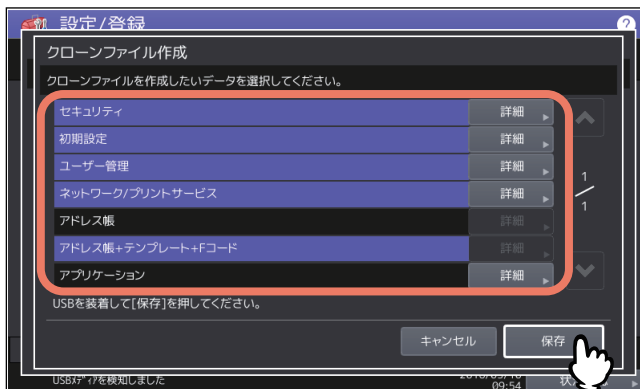 設定/登録
?
クローンファイル作成
クローンファイルを作成したいデータを選択してください。
セキュリティ 詳細
初期設定 詳細
ユーザー管理 詳細
ネットワーク/プリントサービス 詳細
アドレス帳 詳細
アドレス帳+テンプレート+Fコード 詳細
アプリケーション 詳細
1
1
USBを装着して[保存]を押してください。
キャンセル 保存
USBﾒﾃﾞｨｱを検知しました
09:54